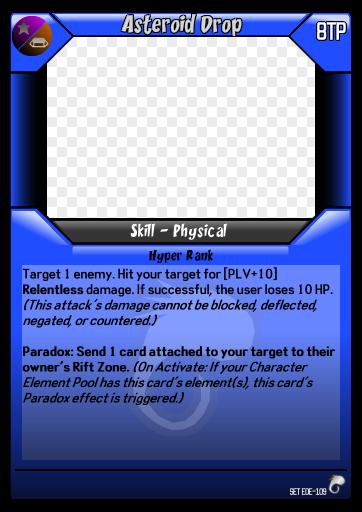 Asteroid Drop
8TP
Skill - Physical
Hyper Rank
Target 1 enemy. Hit your target for [PLV+10]
Relentless damage. If successful, the user loses 10 HP.
(This attack's damage cannot be blocked, deflected,
negated, or countered.)
Paradox: Send 1 card attached to your target to their
owner's Rift Zone. (On Activate: If your Character
Element Pool has this card's element(s), this card's
Paradox effect is triggered.)
SET EOE-109